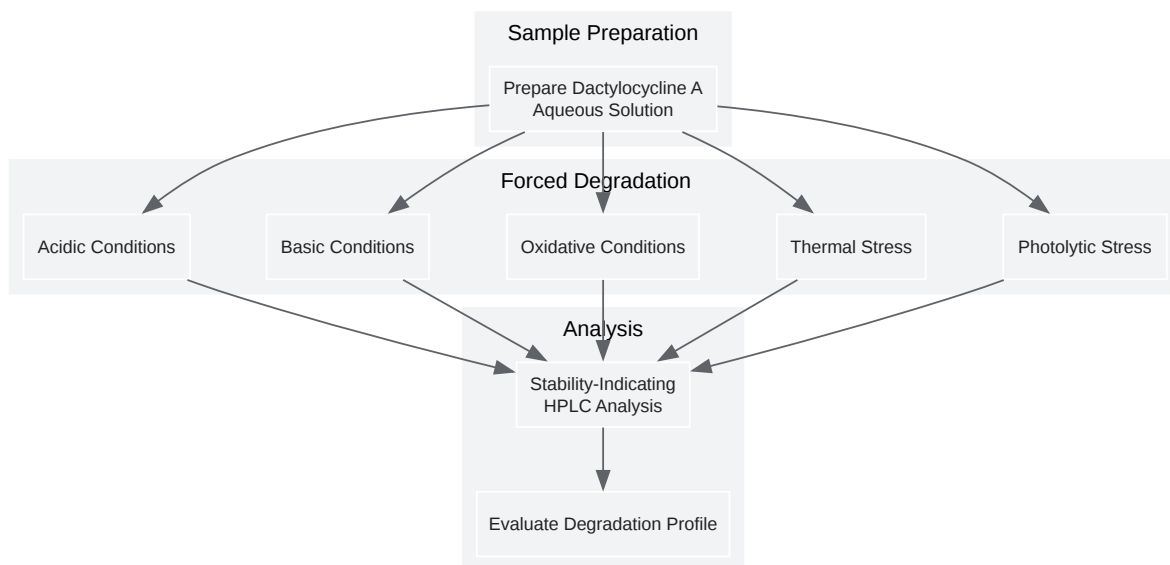 Sample Preparation
Prepare Dactylocycline A
Aqueous Solution
Forced Degradation
Acidic Conditions
Basic Conditions
Oxidative Conditions
Thermal Stress
Photolytic Stress
Analysis
Stability-Indicating
HPLC Analysis
Evaluate Degradation Profile